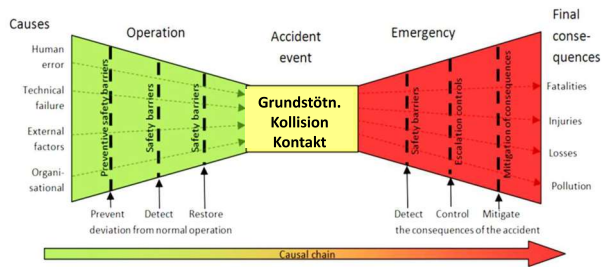 Causes
Operation
Accident
event
Emergency
Final
conse-
quences
Human
error
Technical
failure
External
factors
Organi-
sational
Preventive safety barriers
Safety barriers
Safety barriers
Grundstötn.
Kollision
Kontakt
Safety barriers
Escalation controls
Mitigation of consequences
Fatalities
Injuries
Losses
Pollution
Prevent
Detect
Restore
deviation from normal operation
Detect
Control
Mitigate
the consequences of the accident
Causal chain